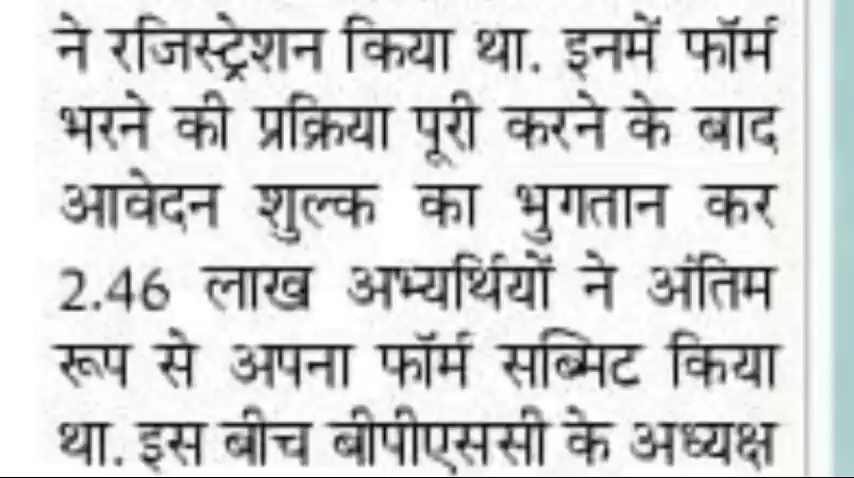 ने रजिस्ट्रेशन किया था. इनमें फॉर्म
भरने की प्रक्रिया पूरी करने के बाद
आवेदन शुल्क का भुगतान कर
2.46 लाख अभ्यर्थियों ने अंतिम
रूप से अपना फॉर्म सब्मिट किया
था. इस बीच बीपीएससी के अध्यक्ष